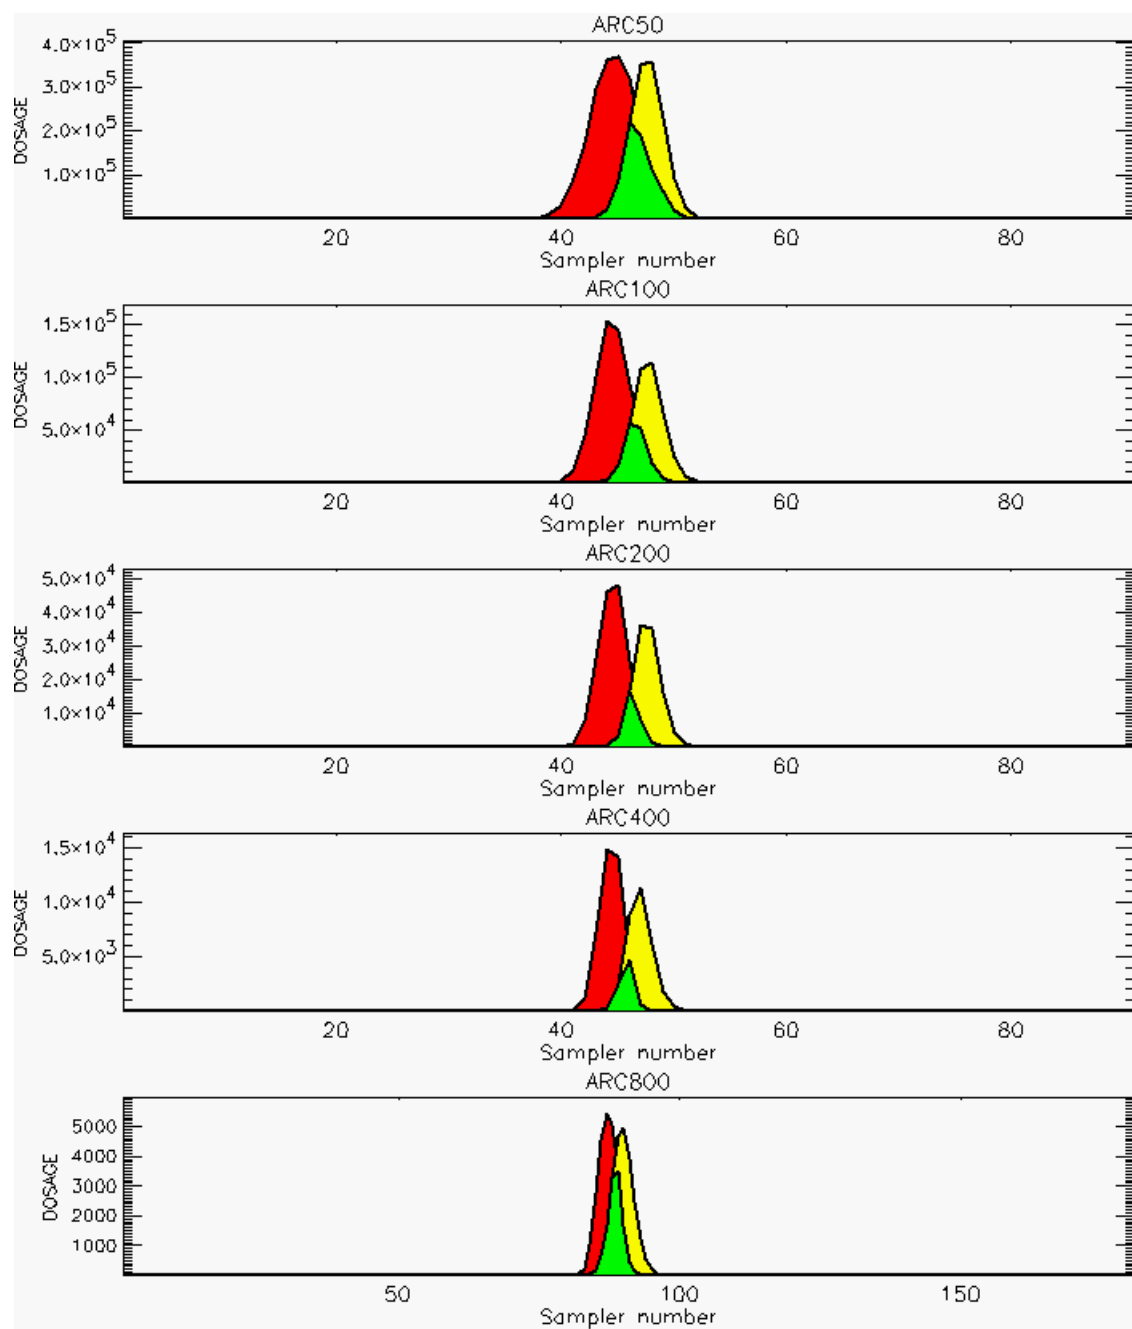 ARC50
4.0×10⁵
3.0×10⁵
2.0×10⁵
1.0×10⁵
DOSAGE
20 40 60 80
Sampler number
ARC100
1.5×10⁵
1.0×10⁵
5.0×10⁴
DOSAGE
20 40 60 80
Sampler number
ARC200
5.0×10⁴
4.0×10⁴
3.0×10⁴
2.0×10⁴
1.0×10⁴
DOSAGE
20 40 60 80
Sampler number
ARC400
1.5×10⁴
1.0×10⁴
5.0×10³
DOSAGE
20 40 60 80
Sampler number
ARC800
5000
4000
3000
2000
1000
DOSAGE
50 100 150
Sampler number